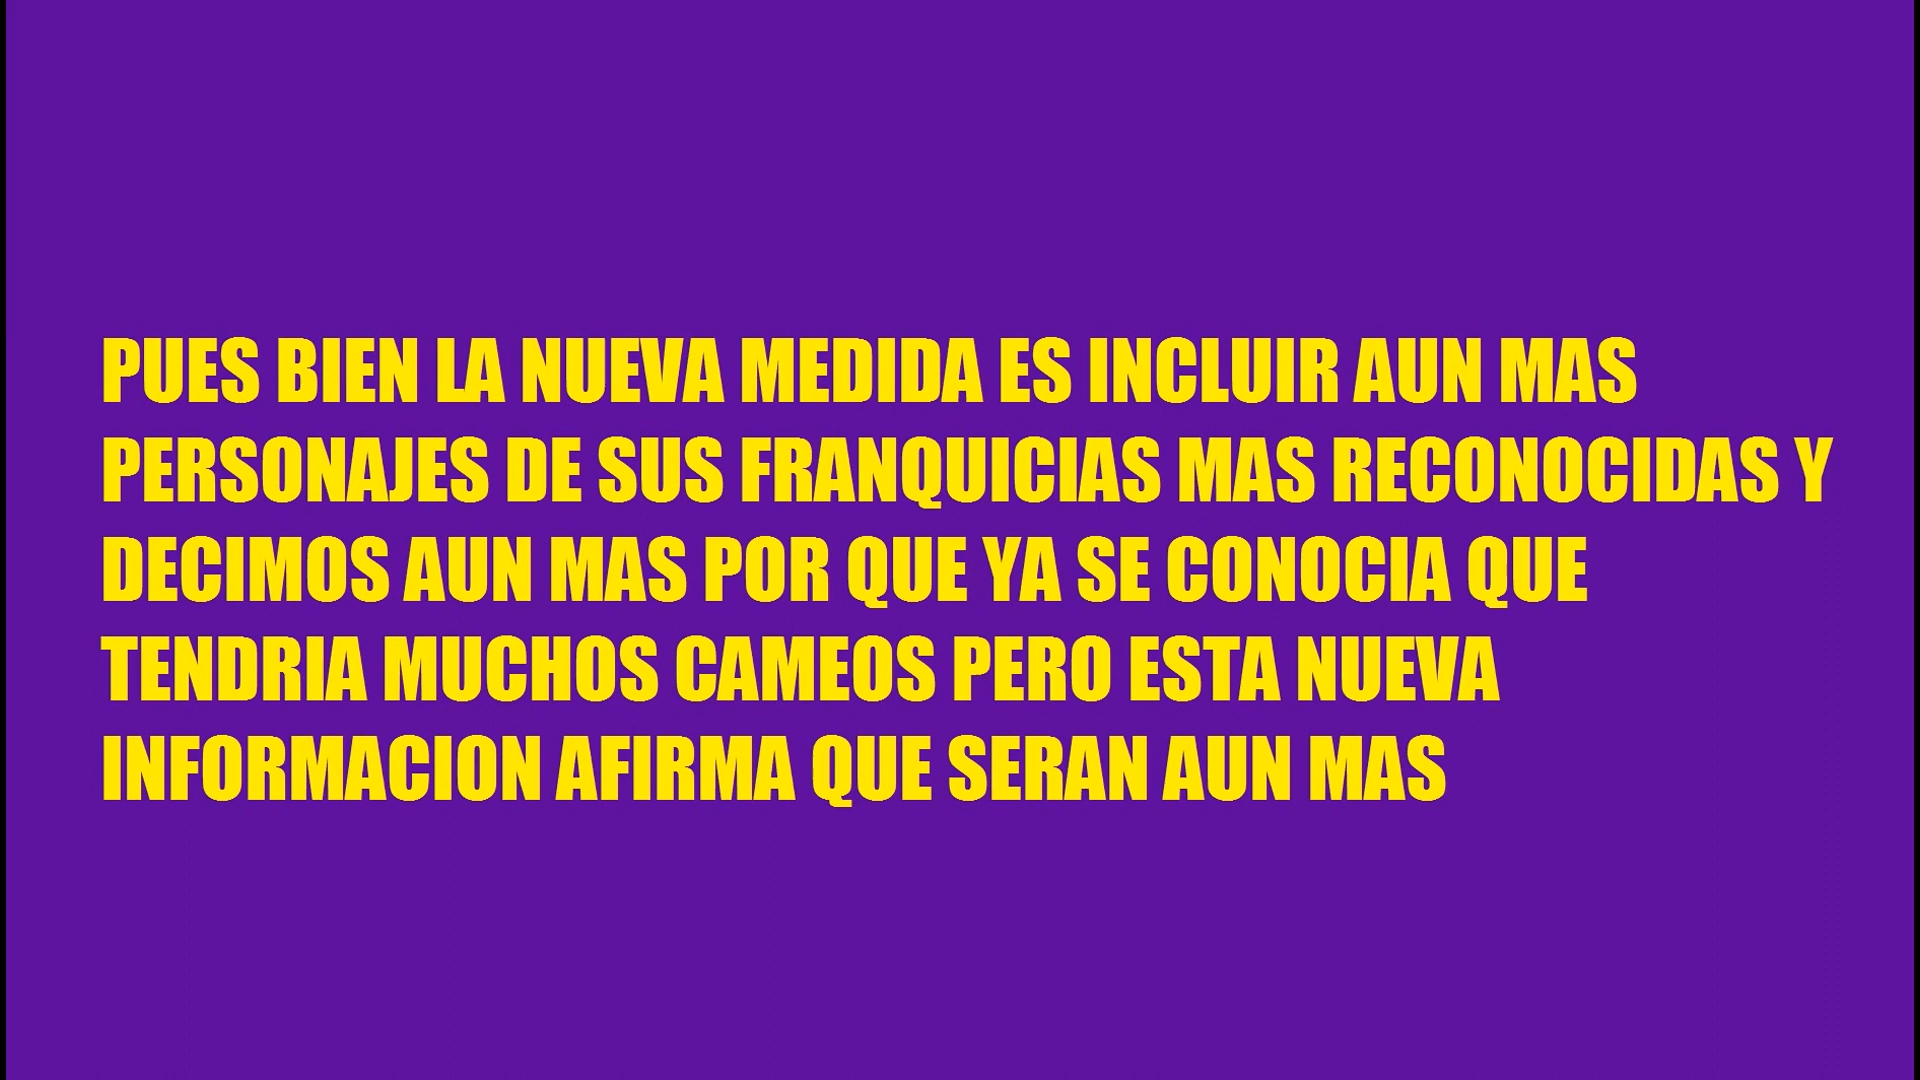 PUES BIEN LA NUEVA MEDIDA ES INCLUIR AUN MAS
PERSONAJES DE SUS FRANQUICIAS MAS RECONOCIDAS Y
DECIMOS AUN MAS POR QUE YA SE CONOCIA QUE
TENDRIA MUCHOS CAMEOS PERO ESTA NUEVA
INFORMACION AFIRMA QUE SERAN AUN MAS